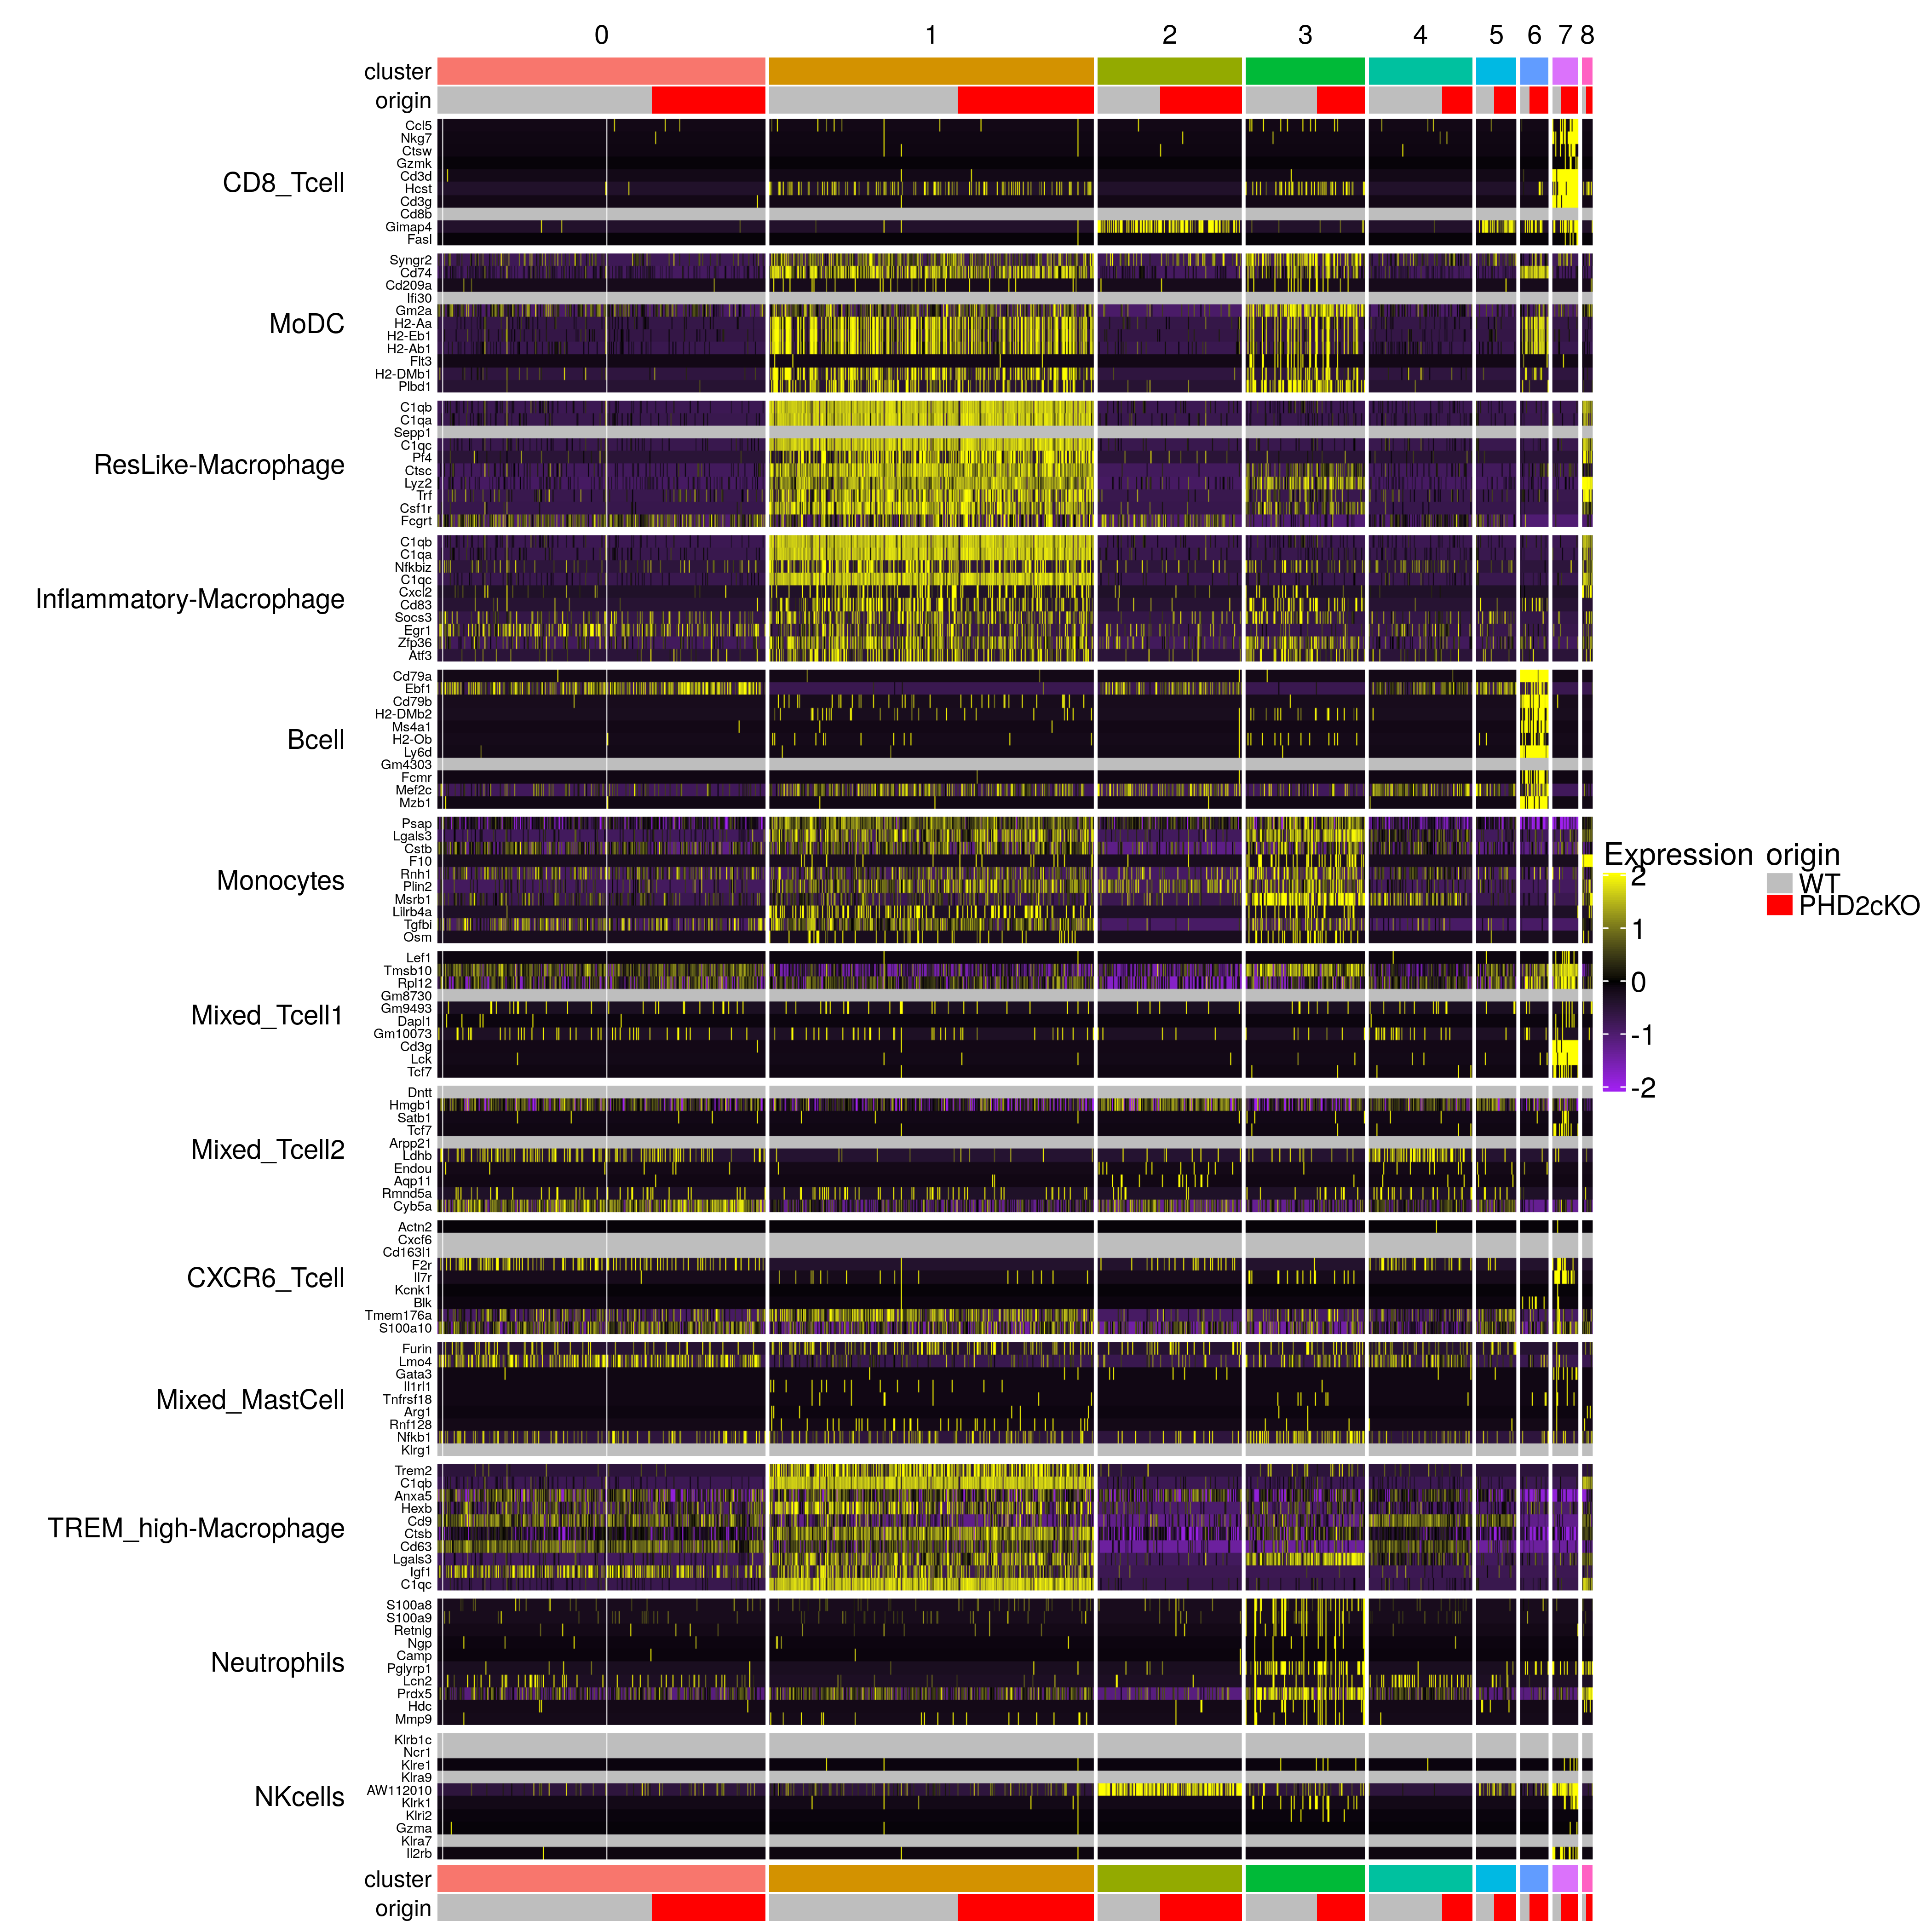 0 1 2 3 4 5 6 7 8
cluster
origin
CD8_Tcell
Ccl5
Nkg7
Ctsw
Gzmk
Cd3d
Hcst
Cd3g
Cd8b
Gimap4
Fasl
MoDC
Syngr2
Cd74
Cd209a
Ifi30
Gm2a
H2-Aa
H2-Eb1
H2-Ab1
Flt3
H2-DMb1
Plbd1
ResLike-Macrophage
C1qb
C1qa
Sepp1
C1qc
Pf4
Ctsc
Lyz2
Trf
Csf1r
Fcgrt
Inflammatory-Macrophage
C1qb
C1qa
Nfkbiz
C1qc
Cxcl2
Cd83
Socs3
Egr1
Zfp36
Atf3
Bcell
Cd79a
Ebf1
Cd79b
H2-DMb2
Ms4a1
H2-Ob
Ly6d
Gm4303
Fcmr
Mef2c
Mzb1
Monocytes
Psap
Lgals3
Cstb
F10
Rnh1
Plin2
Msrb1
Lilrb4a
Tgfbi
Osm
Mixed_Tcell1
Lef1
Tmsb10
Rpl12
Gm8730
Gm9493
Dapl1
Gm10073
Cd3g
Lck
Tcf7
Mixed_Tcell2
Dntt
Hmgb1
Satb1
Tcf7
Arpp21
Ldhb
Endou
Aqp11
Rmnd5a
Cyb5a
CXCR6_Tcell
Actn2
Cxcf6
Cd163l1
F2r
Il7r
Kcnk1
Blk
Tmem176a
S100a10
Mixed_MastCell
Furin
Lmo4
Gata3
Il1rl1
Tnfrsf18
Arg1
Rnf128
Nfkb1
Klrg1
TREM_high-Macrophage
Trem2
C1qb
Anxa5
Hexb
Cd9
Ctsb
Cd63
Lgals3
Igf1
C1qc
Neutrophils
S100a8
S100a9
Retnlg
Ngp
Camp
Pglyrp1
Lcn2
Prdx5
Hdc
Mmp9
NKcells
Klrb1c
Ncr1
Klre1
Klra9
AW112010
Klrk1
Klri2
Gzma
Klra7
Il2rb
cluster
origin
Expression
2
1
0
-1
-2
origin
WT
PHD2cKO